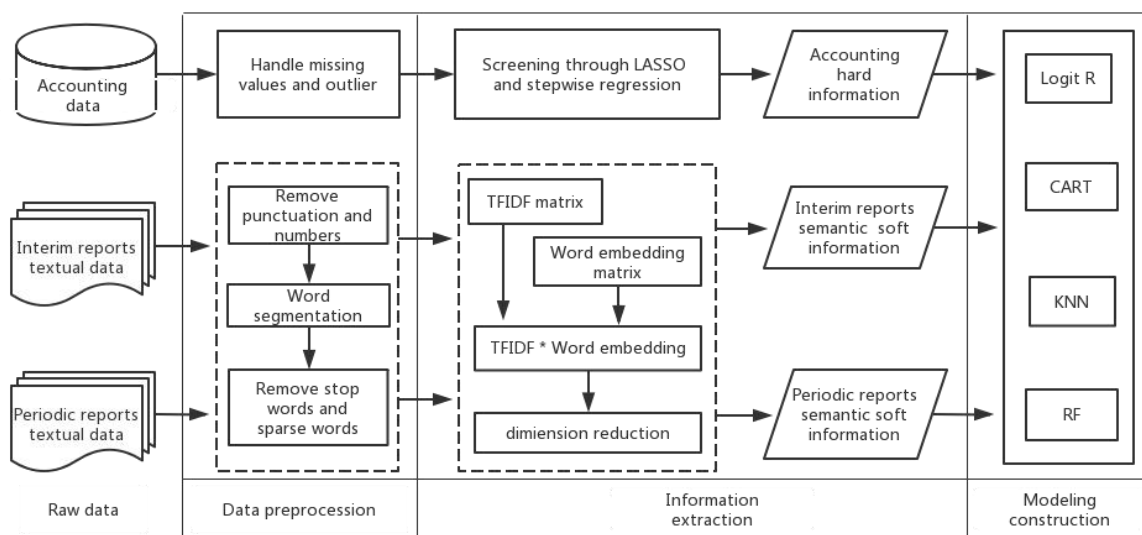 Accounting
data
Handle missing
values and outlier
Screening through LASSO
and stepwise regression
Accounting
hard
information
Logit R
CART
KNN
RF
Interim reports
textual data
Remove
punctuation and
numbers
Word
segmentation
Remove stop
words and
sparse words
TFIDF matrix
Word embedding
matrix
TFIDF * Word embedding
dimiension reduction
Interim reports
semantic soft
information
Periodic reports
textual data
Periodic reports
semantic soft
information
Raw data
Data preprocession
Information
extraction
Modeling
construction